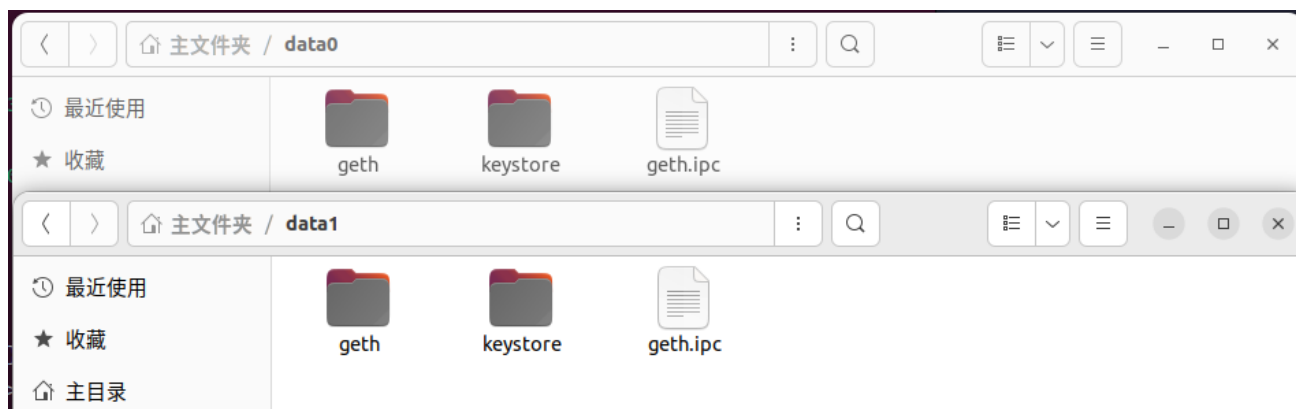 主文件夹 / data0
最近使用
收藏
geth keystore geth.ipc
主文件夹 / data1
最近使用
收藏
geth keystore geth.ipc
主目录